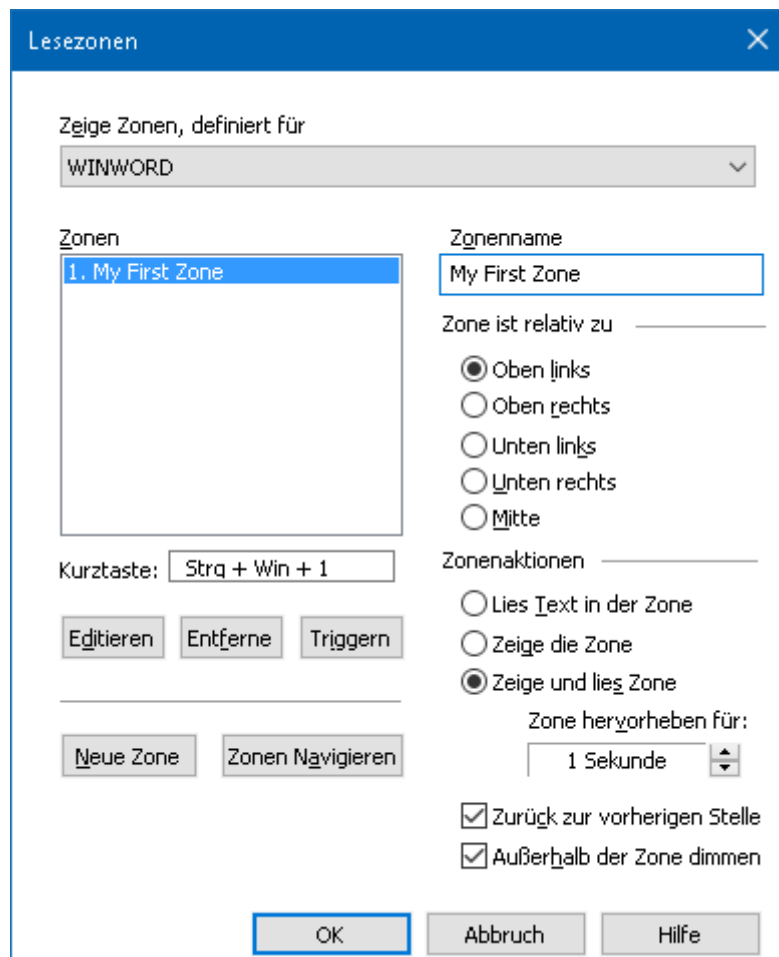 Lesezonen
Zeige Zonen, definiert für
WINWORD
Zonen
1. My First Zone
Kurztaste: Strg + Win + 1
Editieren Entferne Triggern
Neue Zone Zonen Navigieren
Zonenname
My First Zone
Zone ist relativ zu
Oben links
Oben rechts
Unten links
Unten rechts
Mitte
Zonenaktionen
Lies Text in der Zone
Zeige die Zone
Zeige und lies Zone
Zone hervorheben für:
1 Sekunde
Zurück zur vorherigen Stelle
Außerhalb der Zone dimmen
OK Abbruch Hilfe